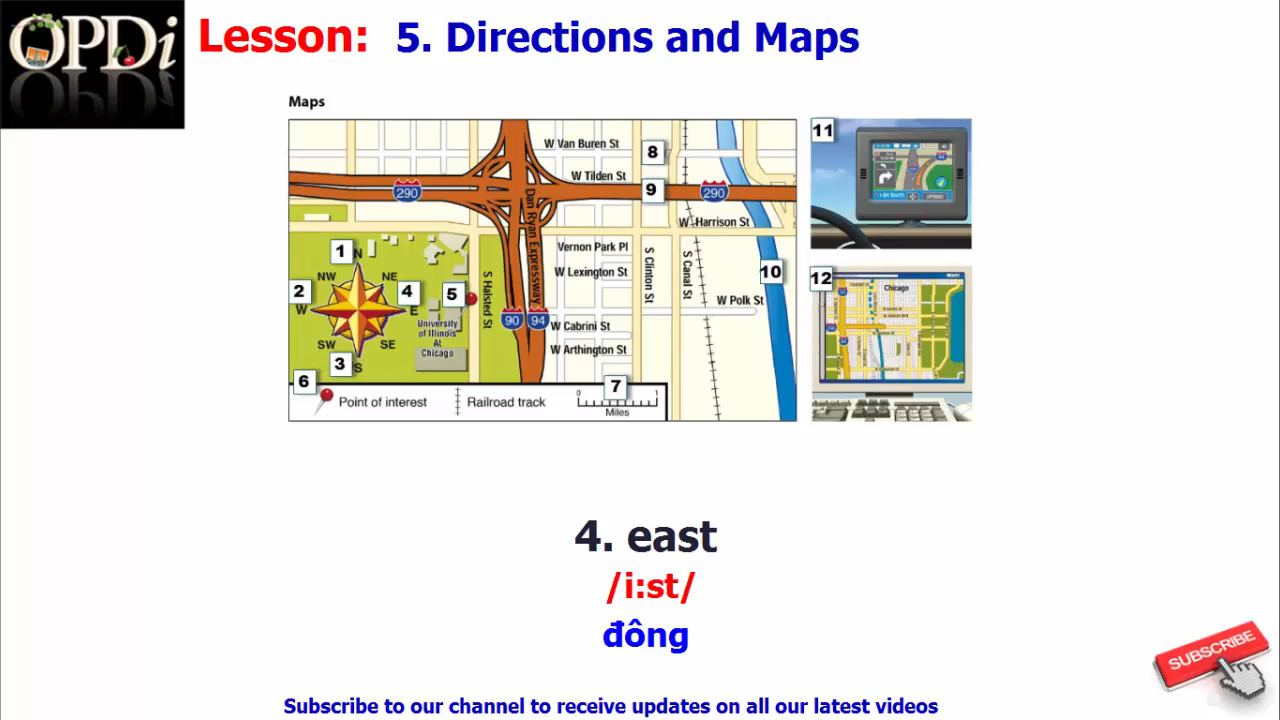 OPDi
Lesson: 5. Directions and Maps
Maps
W Van Buren St
8
11
W Tilden St
290
9
290
Dan Ryan Expressway
W Harrison St
1
N
Vernon Park Pl
NW
NE
W Lexington St
S Halsted St
S Clinton St
S Canal St
10
2
4
5
W
E
W Polk St
90
94
University of Illinois At Chicago
W Cabrini St
SW
SE
3
S
W Arthington St
12
Chicago
6
Point of interest
Railroad track
7
0
1
Miles
OPTIONS
4. east
/i:st/
đông
SUBSCRIBE
Subscribe to our channel to receive updates on all our latest videos